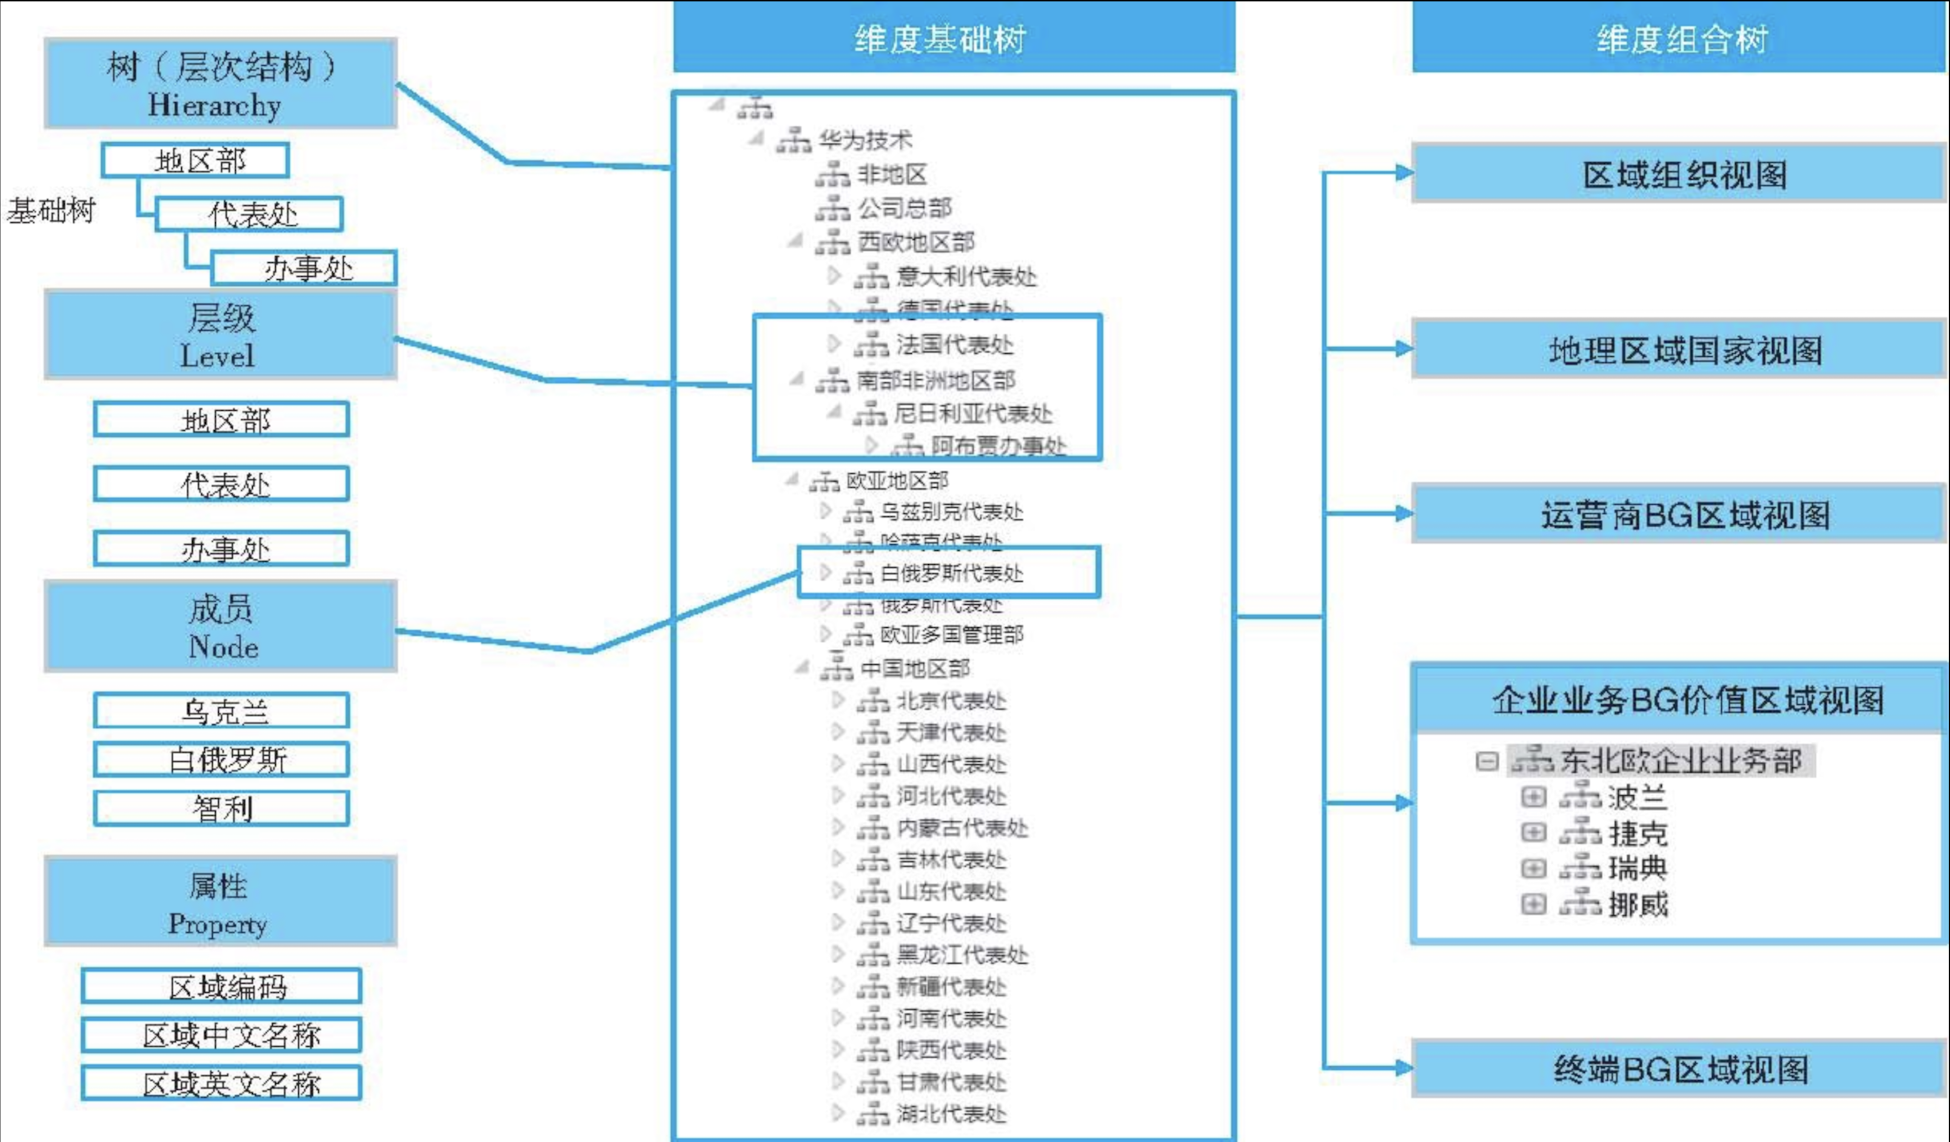 树（层次结构）
Hierarchy
地区部
基础树
代表处
办事处
层级
Level
地区部
代表处
办事处
成员
Node
乌克兰
白俄罗斯
智利
属性
Property
区域编码
区域中文名称
区域英文名称
维度基础树
华为技术
非地区
公司总部
西欧地区部
意大利代表处
德国代表处
法国代表处
南部非洲地区部
尼日利亚代表处
阿布贾办事处
欧亚地区部
乌兹别克代表处
哈萨克代表处
白俄罗斯代表处
俄罗斯代表处
欧亚多国管理部
中国地区部
北京代表处
天津代表处
山西代表处
河北代表处
内蒙古代表处
吉林代表处
山东代表处
辽宁代表处
黑龙江代表处
新疆代表处
河南代表处
陕西代表处
甘肃代表处
湖北代表处
维度组合树
区域组织视图
地理区域国家视图
运营商BG区域视图
企业业务BG价值区域视图
东北欧企业业务部
波兰
捷克
瑞典
挪威
终端BG区域视图